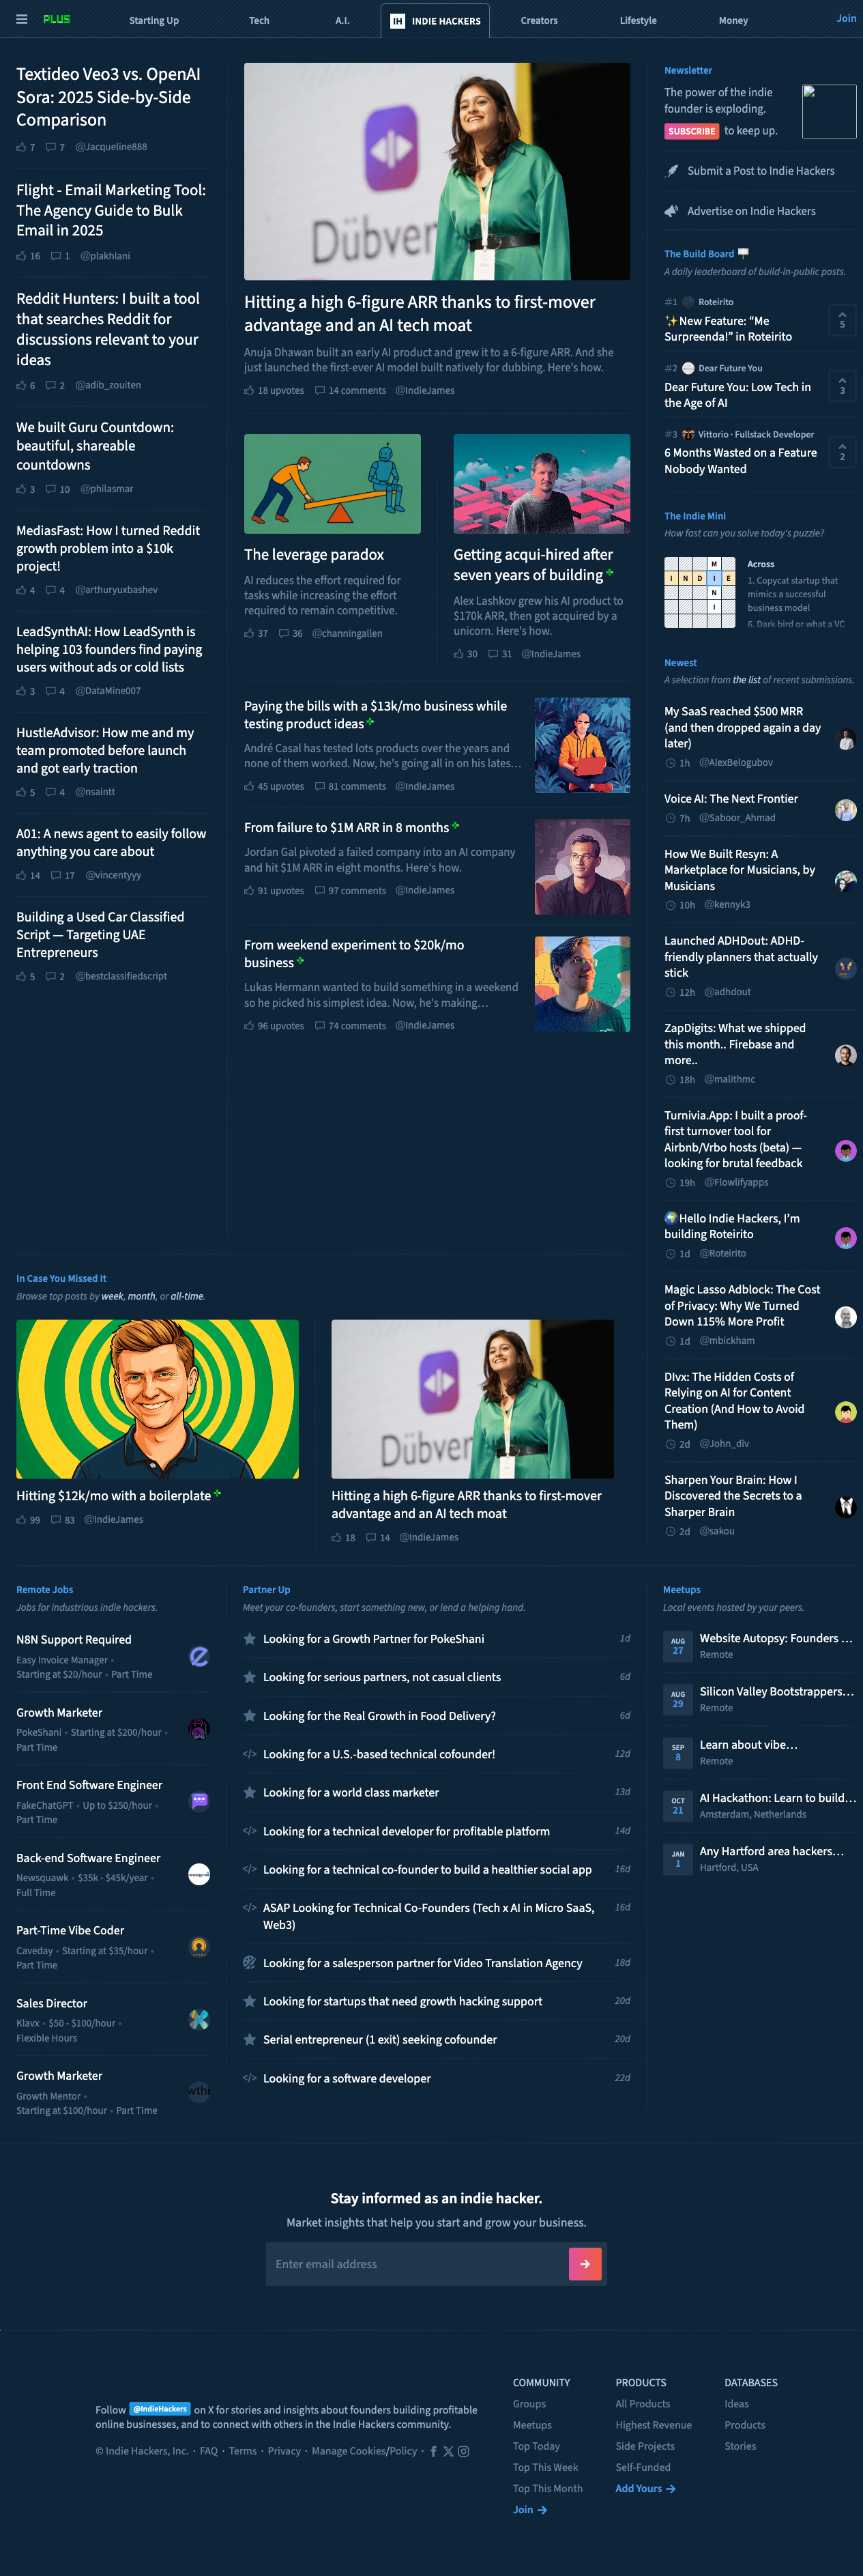 PLUS
Starting Up
Tech
A.I.
IH INDIE HACKERS
Creators
Lifestyle
Money
Join
Textideo Veo3 vs. OpenAI
Sora: 2025 Side-by-Side
Comparison
7 7 @Jacqueline888
Flight - Email Marketing Tool:
The Agency Guide to Bulk
Email in 2025
16 1 @plakhlani
Reddit Hunters: I built a tool
that searches Reddit for
discussions relevant to your
ideas
6 2 @adib_zouiten
We built Guru Countdown:
beautiful, shareable
countdowns
3 10 @philasmar
MediasFast: How I turned Reddit
growth problem into a $10k
project!
4 4 @arthuryuxbashev
LeadSynthAI: How LeadSynth is
helping 103 founders find paying
users without ads or cold lists
3 4 @DataMine007
HustleAdvisor: How me and my
team promoted before launch
and got early traction
5 4 @nsaintt
A01: A news agent to easily follow
anything you care about
14 17 @vincentyyy
Building a Used Car Classified
Script — Targeting UAE
Entrepreneurs
5 2 @bestclassifiedscript
Dubver
Hitting a high 6-figure ARR thanks to first-mover
advantage and an AI tech moat
Anuja Dhawan built an early AI product and grew it to a 6-figure ARR. And she
just launched the first-ever AI model built natively for dubbing. Here's how.
18 upvotes 14 comments @IndieJames
The leverage paradox
AI reduces the effort required for
tasks while increasing the effort
required to remain competitive.
37 36 @channingallen
Getting acqui-hired after
seven years of building
Alex Lashkov grew his AI product to
$170k ARR, then got acquired by a
unicorn. Here's how.
30 31 @IndieJames
Paying the bills with a $13k/mo business while
testing product ideas
André Casal has tested lots products over the years and
none of them worked. Now, he's going all in on his lates…
45 upvotes 81 comments @IndieJames
From failure to $1M ARR in 8 months
Jordan Gal pivoted a failed company into an AI company
and hit $1M ARR in eight months. Here's how.
91 upvotes 97 comments @IndieJames
From weekend experiment to $20k/mo
business
Lukas Hermann wanted to build something in a weekend
so he picked his simplest idea. Now, he's making…
96 upvotes 74 comments @IndieJames
Newsletter
The power of the indie
founder is exploding.
SUBSCRIBE to keep up.
Submit a Post to Indie Hackers
Advertise on Indie Hackers
The Build Board
A daily leaderboard of build-in-public posts.
#1 Roteirito
✨New Feature: “Me
Surpreenda!” in Roteirito
5
#2 Dear Future You
Dear Future You: Low Tech in
the Age of AI
3
#3 Vittorio · Fullstack Developer
6 Months Wasted on a Feature
Nobody Wanted
2
The Indie Mini
How fast can you solve today's puzzle?
M
I N D I E
N
I
Across
1. Copycat startup that
mimics a successful
business model
6. Dark bird or what a VC
Newest
A selection from the list of recent submissions.
My SaaS reached $500 MRR
(and then dropped again a day
later)
1h @AlexBelogubov
Voice AI: The Next Frontier
7h @Saboor_Ahmad
How We Built Resyn: A
Marketplace for Musicians, by
Musicians
10h @kennyk3
Launched ADHDout: ADHD-
friendly planners that actually
stick
12h @adhdout
ZapDigits: What we shipped
this month.. Firebase and
more..
18h @malithmc
Turnivia.App: I built a proof-
first turnover tool for
Airbnb/Vrbo hosts (beta) —
looking for brutal feedback
19h @Flowlifyapps
🌍Hello Indie Hackers, I’m
building Roteirito
1d @Roteirito
Magic Lasso Adblock: The Cost
of Privacy: Why We Turned
Down 115% More Profit
1d @mbickham
DIvx: The Hidden Costs of
Relying on AI for Content
Creation (And How to Avoid
Them)
2d @John_div
Sharpen Your Brain: How I
Discovered the Secrets to a
Sharper Brain
2d @sakou
In Case You Missed It
Browse top posts by week, month, or all-time.
Hitting $12k/mo with a boilerplate
99 83 @IndieJames
Dubver
Hitting a high 6-figure ARR thanks to first-mover
advantage and an AI tech moat
18 14 @IndieJames
Remote Jobs
Jobs for industrious indie hackers.
N8N Support Required
Easy Invoice Manager •
Starting at $20/hour • Part Time
Growth Marketer
PokeShani • Starting at $200/hour •
Part Time
Front End Software Engineer
FakeChatGPT • Up to $250/hour •
Part Time
Back-end Software Engineer
Newsquawk • $35k - $45k/year •
Full Time
Part-Time Vibe Coder
Caveday • Starting at $35/hour •
Part Time
Sales Director
Klavx • $50 - $100/hour •
Flexible Hours
Growth Marketer
Growth Mentor •
Starting at $100/hour • Part Time
wthi
Partner Up
Meet your co-founders, start something new, or lend a helping hand.
Looking for a Growth Partner for PokeShani 1d
Looking for serious partners, not casual clients 6d
Looking for the Real Growth in Food Delivery? 6d
Looking for a U.S.-based technical cofounder! 12d
Looking for a world class marketer 13d
Looking for a technical developer for profitable platform 14d
Looking for a technical co-founder to build a healthier social app 16d
ASAP Looking for Technical Co-Founders (Tech x AI in Micro SaaS, 16d
Web3)
Looking for a salesperson partner for Video Translation Agency 18d
Looking for startups that need growth hacking support 20d
Serial entrepreneur (1 exit) seeking cofounder 20d
Looking for a software developer 22d
Meetups
Local events hosted by your peers.
AUG 27
Website Autopsy: Founders …
Remote
AUG 29
Silicon Valley Bootstrappers…
Remote
SEP 8
Learn about vibe…
Remote
OCT 21
AI Hackathon: Learn to build…
Amsterdam, Netherlands
JAN 1
Any Hartford area hackers…
Hartford, USA
Stay informed as an indie hacker.
Market insights that help you start and grow your business.
Enter email address
Follow @IndieHackers on X for stories and insights about founders building profitable
online businesses, and to connect with others in the Indie Hackers community.
© Indie Hackers, Inc. · FAQ · Terms · Privacy · Manage Cookies/Policy ·
COMMUNITY
Groups
Meetups
Top Today
Top This Week
Top This Month
Join
PRODUCTS
All Products
Highest Revenue
Side Projects
Self-Funded
Add Yours
DATABASES
Ideas
Products
Stories